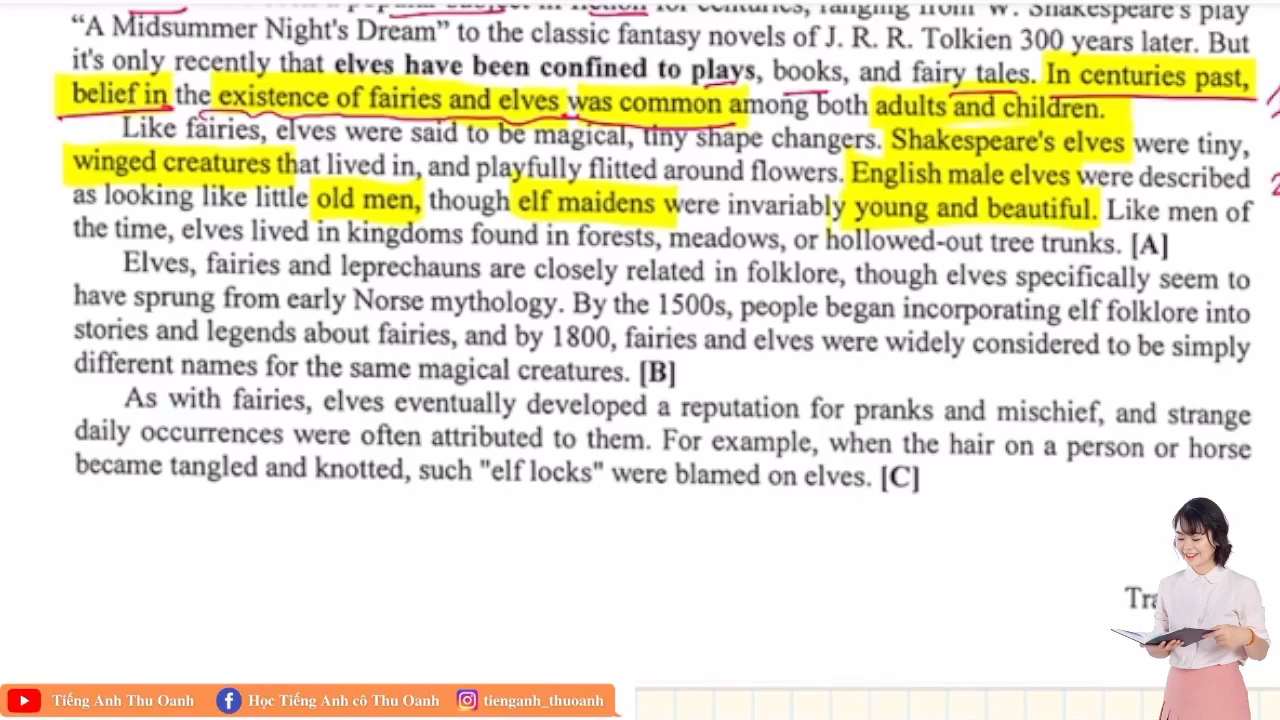 for centuries, ranging from W. Shakespeare's play
“A Midsummer Night's Dream” to the classic fantasy novels of J. R. R. Tolkien 300 years later. But
it's only recently that elves have been confined to plays, books, and fairy tales. In centuries past,
belief in the existence of fairies and elves was common among both adults and children.
Like fairies, elves were said to be magical, tiny shape changers. Shakespeare's elves were tiny,
winged creatures that lived in, and playfully flitted around flowers. English male elves were described
as looking like little old men, though elf maidens were invariably young and beautiful. Like men of
the time, elves lived in kingdoms found in forests, meadows, or hollowed-out tree trunks. [A]
Elves, fairies and leprechauns are closely related in folklore, though elves specifically seem to
have sprung from early Norse mythology. By the 1500s, people began incorporating elf folklore into
stories and legends about fairies, and by 1800, fairies and elves were widely considered to be simply
different names for the same magical creatures. [B]
As with fairies, elves eventually developed a reputation for pranks and mischief, and strange
daily occurrences were often attributed to them. For example, when the hair on a person or horse
became tangled and knotted, such "elf locks" were blamed on elves. [C]
Tiếng Anh Thu Oanh
Học Tiếng Anh cô Thu Oanh
tienganh_thuoanh